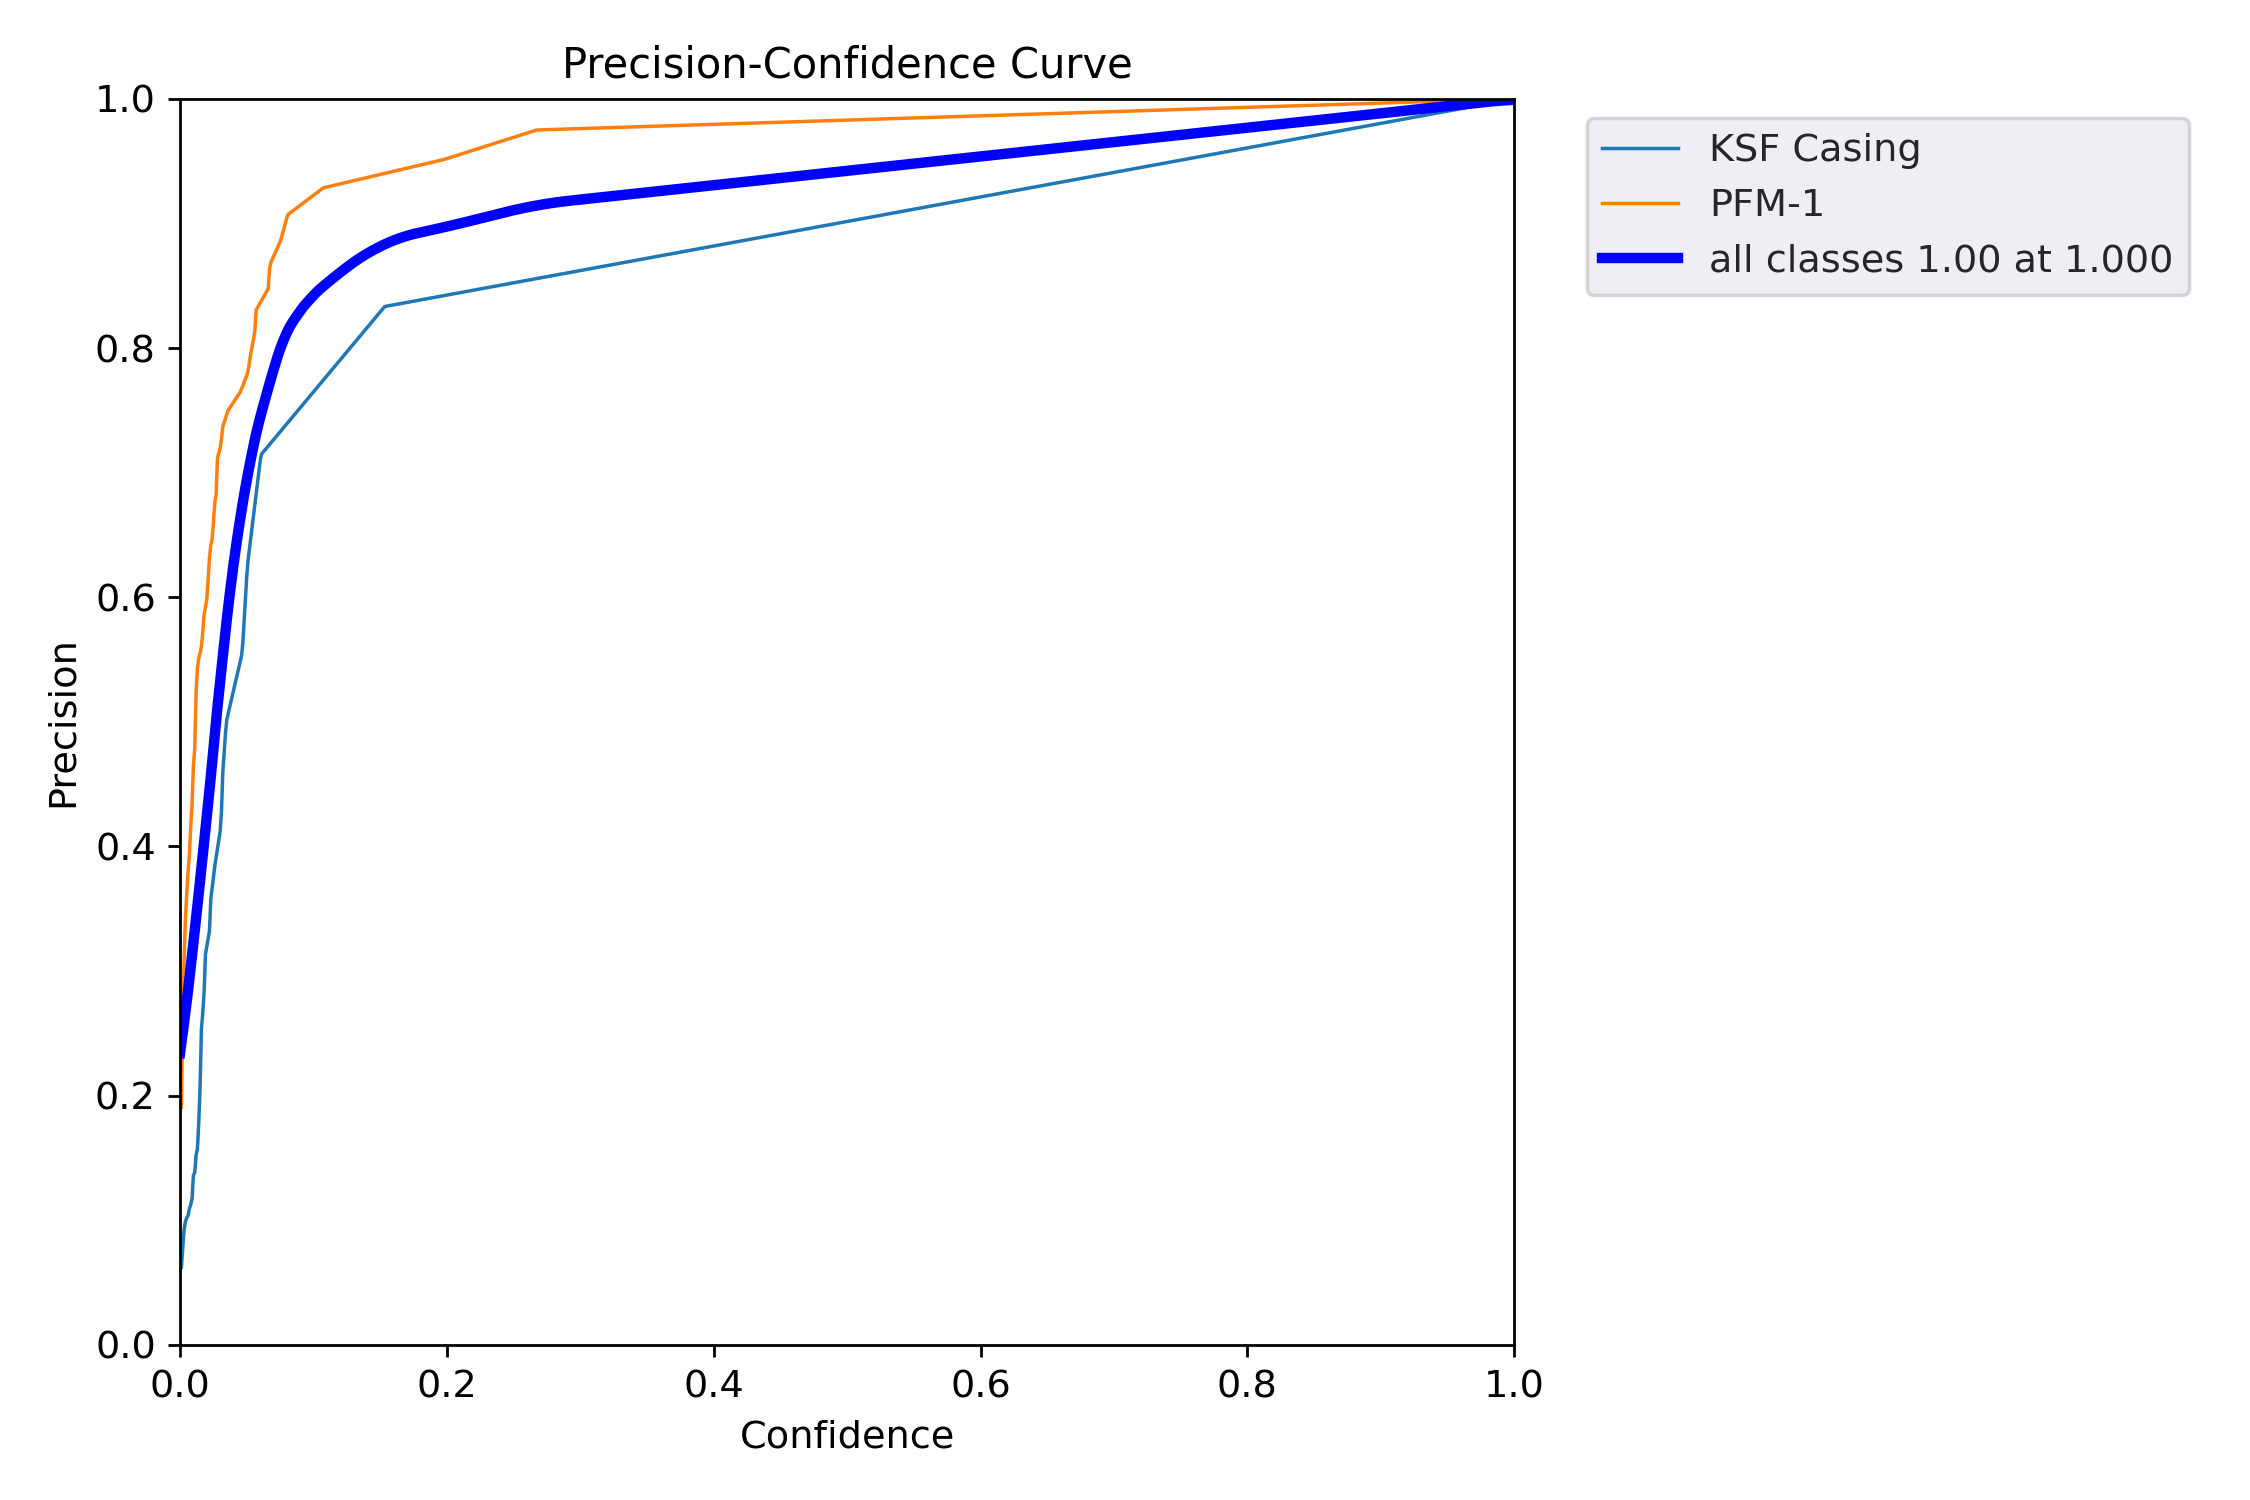 Precision-Confidence Curve
1.0
0.8
0.6
0.4
0.2
0.0
Precision
0.0 0.2 0.4 0.6 0.8 1.0
Confidence
KSF Casing
PFM-1
all classes 1.00 at 1.000